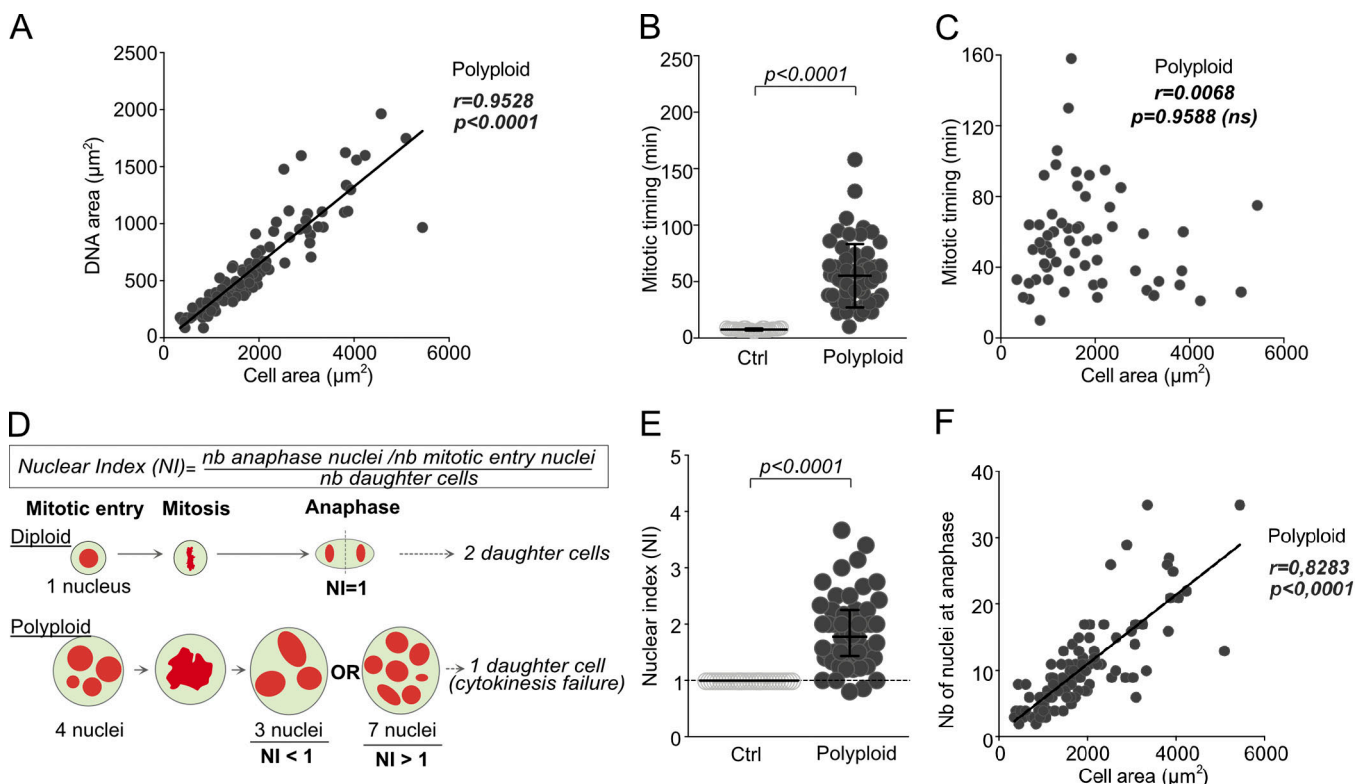 A
2500
2000
1500
1000
500
0
DNA area (µm²)
0 2000 4000 6000
Cell area (µm²)
Polyploid
r=0.9528
p<0.0001
B
250
200
150
100
50
0
Mitotic timing (min)
p<0.0001
Ctrl Polyploid
C
160
120
80
40
0
Mitotic timing (min)
Polyploid
r=0.0068
p=0.9588 (ns)
0 2000 4000 6000
Cell area (µm²)
D
Nuclear Index (NI)= nb anaphase nuclei /nb mitotic entry nuclei
nb daughter cells
Mitotic entry Mitosis Anaphase
Diploid
2 daughter cells
1 nucleus
NI=1
Polyploid
OR
1 daughter cell
(cytokinesis failure)
4 nuclei 3 nuclei 7 nuclei
NI < 1 NI > 1
E
5
4
3
2
1
0
Nuclear index (NI)
p<0.0001
Ctrl Polyploid
F
40
30
20
10
0
Nb of nuclei at anaphase
Polyploid
r=0,8283
p<0,0001
0 2000 4000 6000
Cell area (µm²)